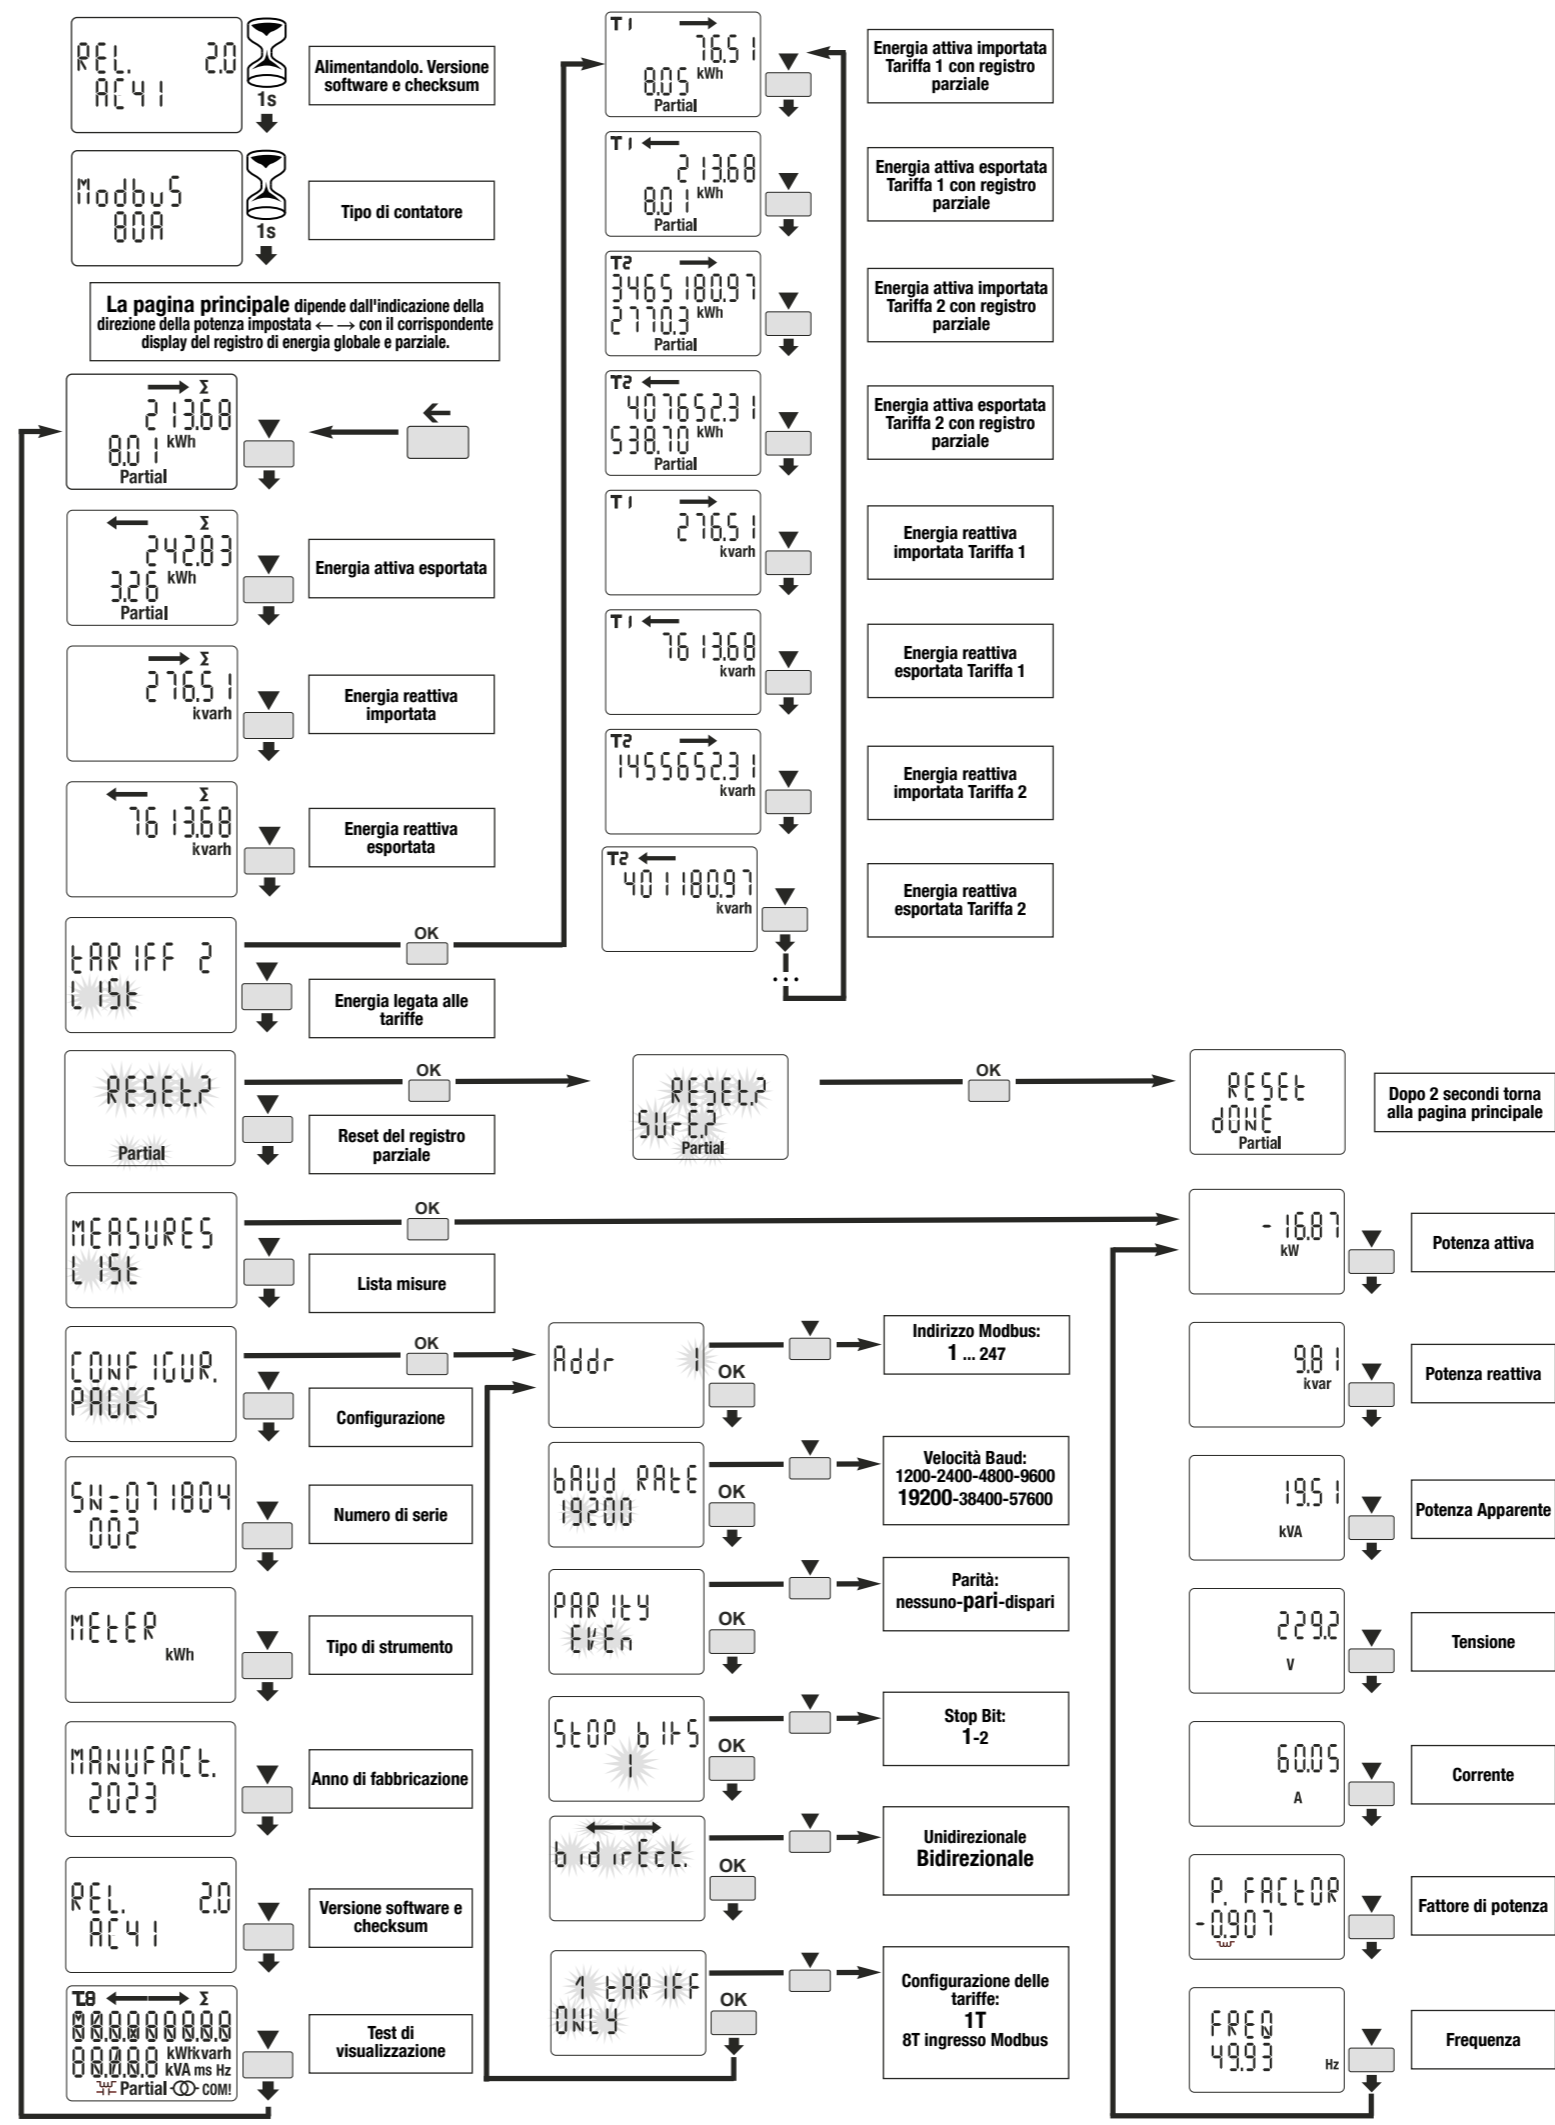 REL. 2.0
AC41
1s
Alimentandolo. Versione
software e checksum
Modbus
80A
1s
Tipo di contatore
La pagina principale dipende dall'indicazione della
direzione della potenza impostata ←→ con il corrispondente
display del registro di energia globale e parziale.
Σ
213.68
8.01 kWh
Partial
Σ
242.83
3.26 kWh
Partial
Energia attiva esportata
Σ
276.51
kvarh
Energia reattiva
importata
Σ
7613.68
kvarh
Energia reattiva
esportata
tARIFF 2
LISt
OK
Energia legata alle
tariffe
T1
76.51
8.05 kWh
Partial
Energia attiva importata
Tariffa 1 con registro
parziale
T1
213.68
8.01 kWh
Partial
Energia attiva esportata
Tariffa 1 con registro
parziale
T2
3465180.97
2770.3 kWh
Partial
Energia attiva importata
Tariffa 2 con registro
parziale
T2
407652.31
538.70 kWh
Partial
Energia attiva esportata
Tariffa 2 con registro
parziale
T1
276.51
kvarh
Energia reattiva
importata Tariffa 1
T1
7613.68
kvarh
Energia reattiva
esportata Tariffa 1
T2
1455652.31
kvarh
Energia reattiva
importata Tariffa 2
T2
401180.97
kvarh
Energia reattiva
esportata Tariffa 2
...
RESEt.?
Partial
OK
Reset del registro
parziale
RESEt.?
SUrE.?
Partial
OK
RESEt
dONE
Partial
Dopo 2 secondi torna
alla pagina principale
MEASURES
LISt
OK
Lista misure
CONFIGUR.
PAGES
OK
Configurazione
SN=071804
002
Numero di serie
MEtER
kWh
Tipo di strumento
MANUFACt.
2023
Anno di fabbricazione
REL. 2.0
AC41
Versione software e
checksum
T.8 Σ
kWhkvarh
kVA ms Hz
Partial COM!
Test di
visualizzazione
Addr 1
OK
Indirizzo Modbus:
1 ... 247
bAUd RAtE
19200
OK
Velocità Baud:
1200-2400-4800-9600
19200-38400-57600
PARIty
EVEn
OK
Parità:
nessuno-pari-dispari
StOP bItS
1
OK
Stop Bit:
1-2
bidirEct.
OK
Unidirezionale
Bidirezionale
1 tARIFF
ONLY
OK
Configurazione delle
tariffe:
1T
8T ingresso Modbus
-16.87
kW
Potenza attiva
9.81
kvar
Potenza reattiva
19.51
kVA
Potenza Apparente
229.2
V
Tensione
60.05
A
Corrente
P. FACtOR
-0.907
Fattore di potenza
FREQ
49.93 Hz
Frequenza